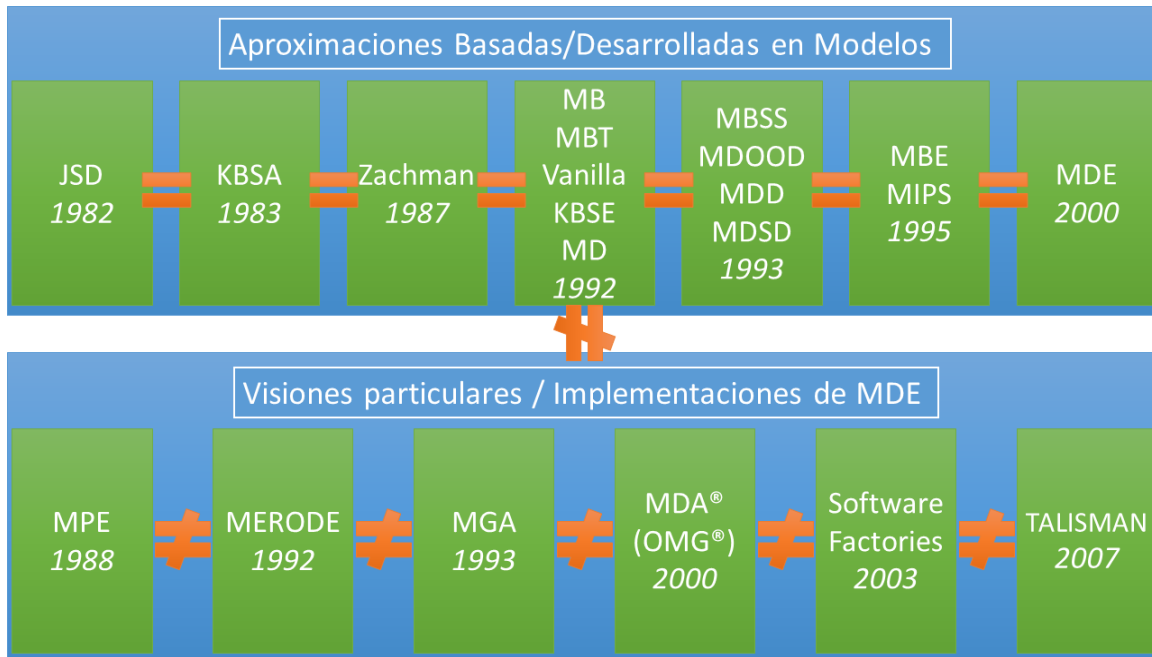 Aproximaciones Basadas/Desarrolladas en Modelos
JSD
1982
KBSA
1983
Zachman
1987
MB
MBT
Vanilla
KBSE
MD
1992
MBSS
MDOOD
MDD
MDSD
1993
MBE
MIPS
1995
MDE
2000
Visiones particulares / Implementaciones de MDE
MPE
1988
MERODE
1992
MGA
1993
MDA®
(OMG®)
2000
Software
Factories
2003
TALISMAN
2007